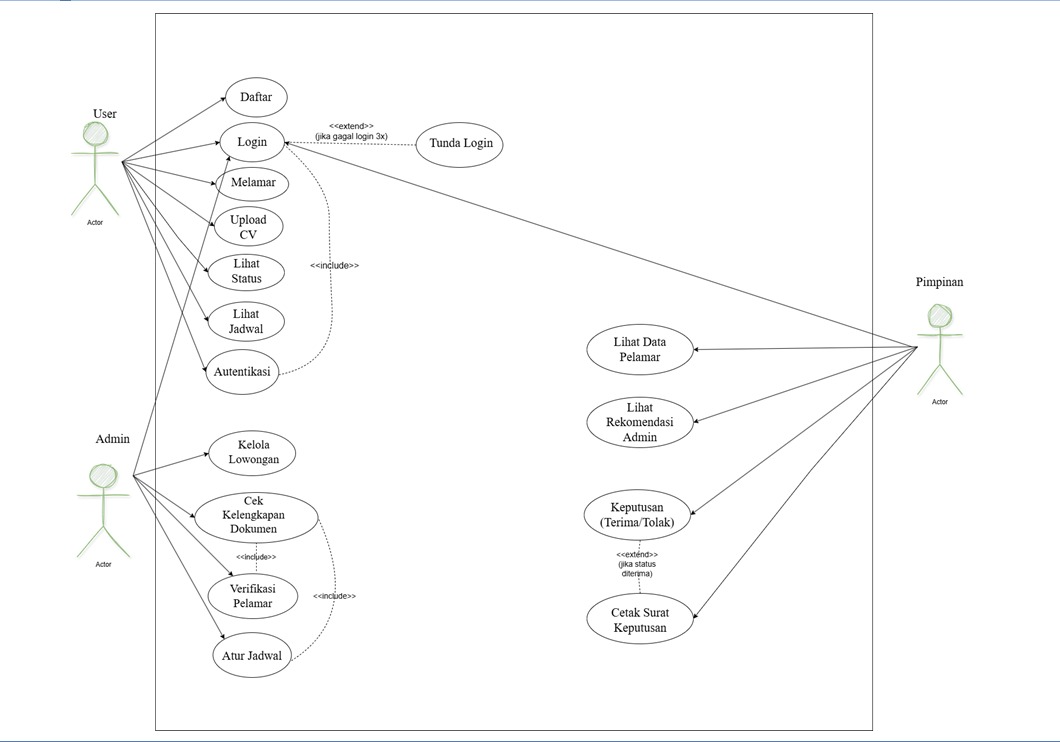 User
Actor
Daftar
Login
<<extend>>
(jika gagal login 3x)
Tunda Login
Melamar
Upload
CV
Lihat
Status
<<include>>
Lihat
Jadwal
Autentikasi
Pimpinan
Actor
Lihat Data
Pelamar
Lihat
Rekomendasi
Admin
Admin
Actor
Kelola
Lowongan
Cek
Kelengkapan
Dokumen
<<include>>
Verifikasi
Pelamar
<<include>>
Atur Jadwal
Keputusan
(Terima/Tolak)
<<extend>>
(jika status
diterima)
Cetak Surat
Keputusan